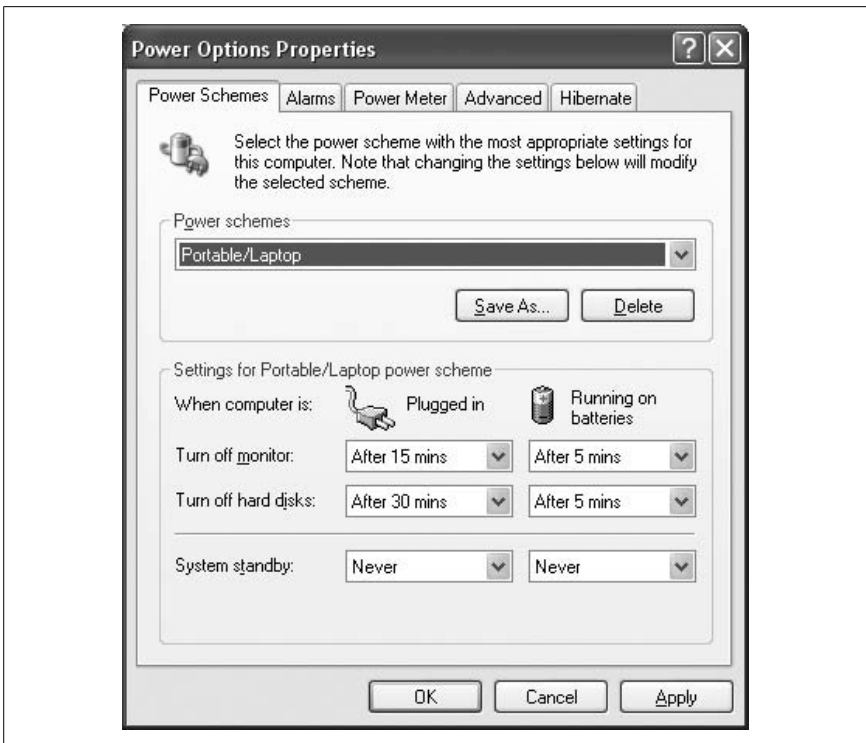 Power Options Properties
Power Schemes Alarms Power Meter Advanced Hibernate
Select the power scheme with the most appropriate settings for
this computer. Note that changing the settings below will modify
the selected scheme.
Power schemes
Portable/Laptop
Save As... Delete
Settings for Portable/Laptop power scheme
When computer is: Plugged in Running on
batteries
Turn off monitor: After 15 mins After 5 mins
Turn off hard disks: After 30 mins After 5 mins
System standby: Never Never
OK Cancel Apply